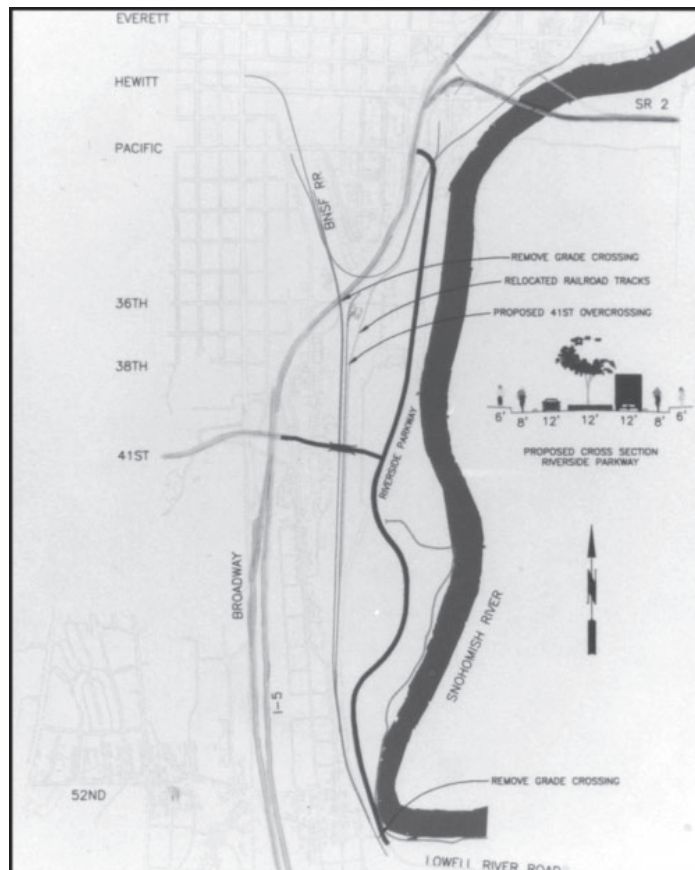 EVERETT
HEWITT
SR 2
PACIFIC
BNSF RR
REMOVE GRADE CROSSING
RELOCATED RAILROAD TRACKS
36TH
PROPOSED 41ST OVERCROSSING
38TH
6' 8' 12' 12' 12' 8' 6'
PROPOSED CROSS SECTION
RIVERSIDE PARKWAY
41ST
RIVERSIDE PARKWAY
N
BROADWAY
SNOHOMISH RIVER
I-5
REMOVE GRADE CROSSING
52ND
LOWELL RIVER ROAD